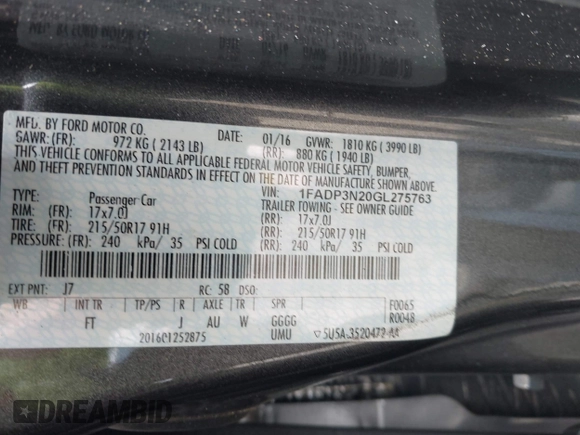 MFD. BY FORD MOTOR CO.
DATE: 01/16 GVWR: 1810 KG ( 3990 LB)
GAWR: (FR): 972 KG ( 2143 LB) (RR): 880 KG ( 1940 LB)
THIS VEHICLE CONFORMS TO ALL APPLICABLE FEDERAL MOTOR VEHICLE SAFETY, BUMPER,
AND THEFT PREVENTION STANDARDS IN EFFECT ON THE DATE OF MANUFACTURE SHOWN ABOVE.
VIN: 1FADP3N20GL275763
TYPE: Passenger Car TRAILER TOWING - SEE OWNER GUIDE
RIM: (FR): 17x7.0J (RR): 17x7.0J
TIRE: (FR): 215/50R17 91H (RR): 215/50R17 91H
PRESSURE: (FR): 240 kPa/ 35 PSI COLD (RR): 240 kPa/ 35 PSI COLD
EXT PNT: J7 RC: 58 DSO:
WB INT TR TP/PS R AXLE TR SPR F0065
FT J AU W GGGG R0048
201601252875 UMU 5U5A-3520472-AA
DREAMBID